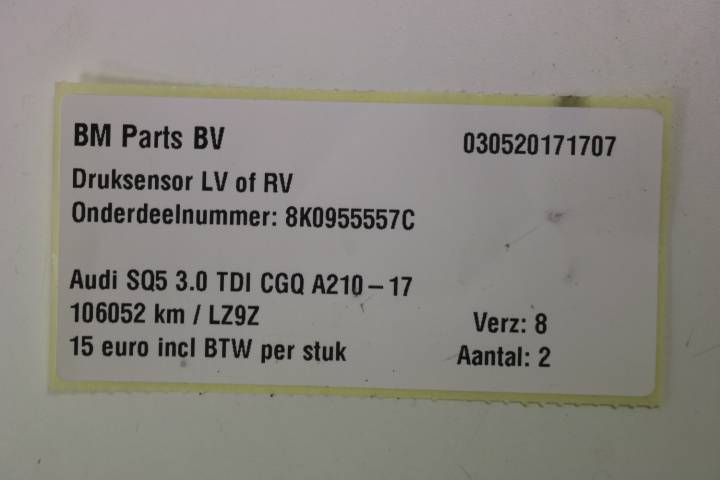 BM Parts BV 030520171707
Druksensor LV of RV
Onderdeelnummer: 8K0955557C
Audi SQ5 3.0 TDI CGQ A210-17
106052 km / LZ9Z Verz: 8
15 euro incl BTW per stuk Aantal: 2